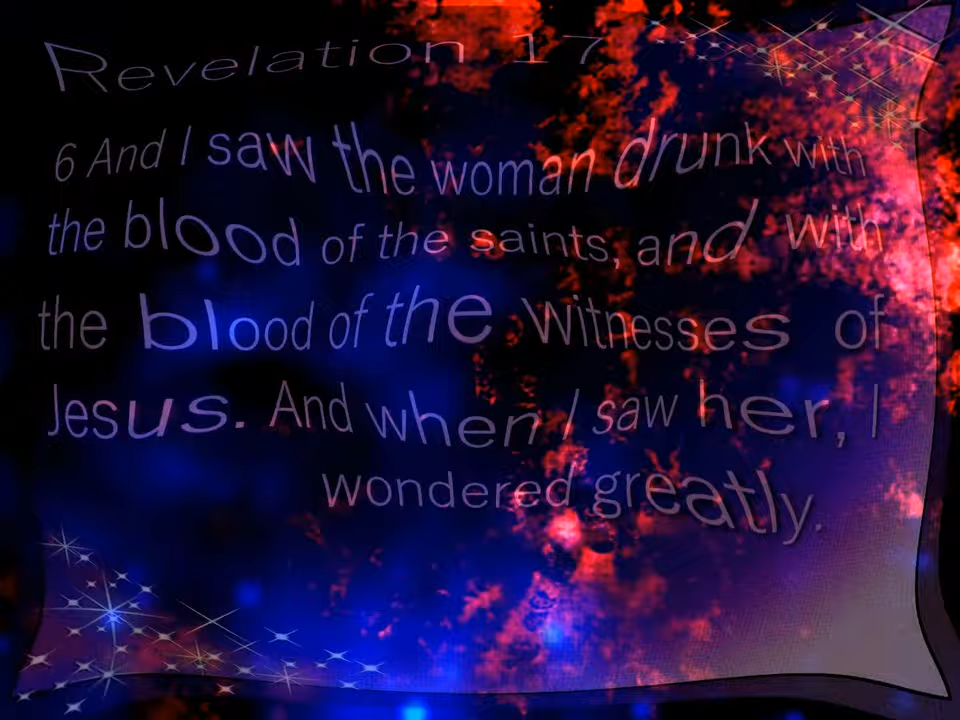 Revelation 17
6 And I saw the woman drunk with
the blood of the saints, and with
the blood of the witnesses of
Jesus. And when I saw her, I
wondered greatly.